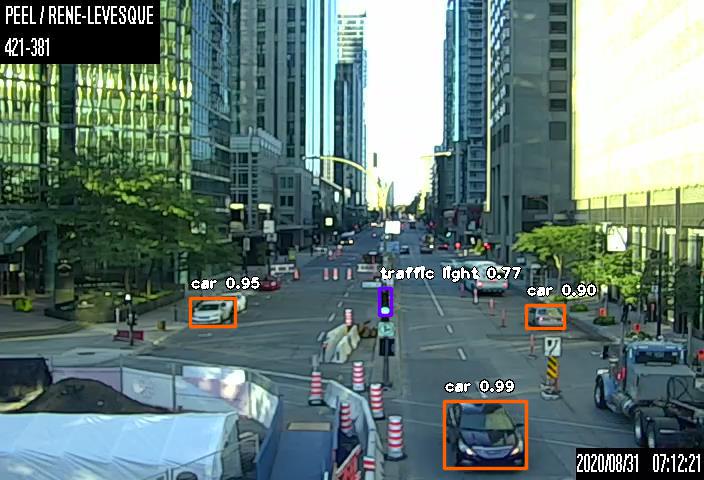 PEEL / RENE-LEVESQUE
421-381
traffic light 0.77
car 0.95
car 0.90
car 0.99
2020/08/31 07:12:21